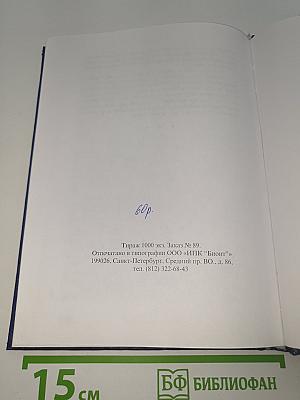 60р.
Тираж 1000 экз. Заказ № 89.
Отпечатано в типографии ООО «ИПК "Бионт"»
199026, Санкт-Петербург, Средний пр. ВО., д. 86,
тел. (812) 322-68-43
15 см
БФ БИБЛИОФАН